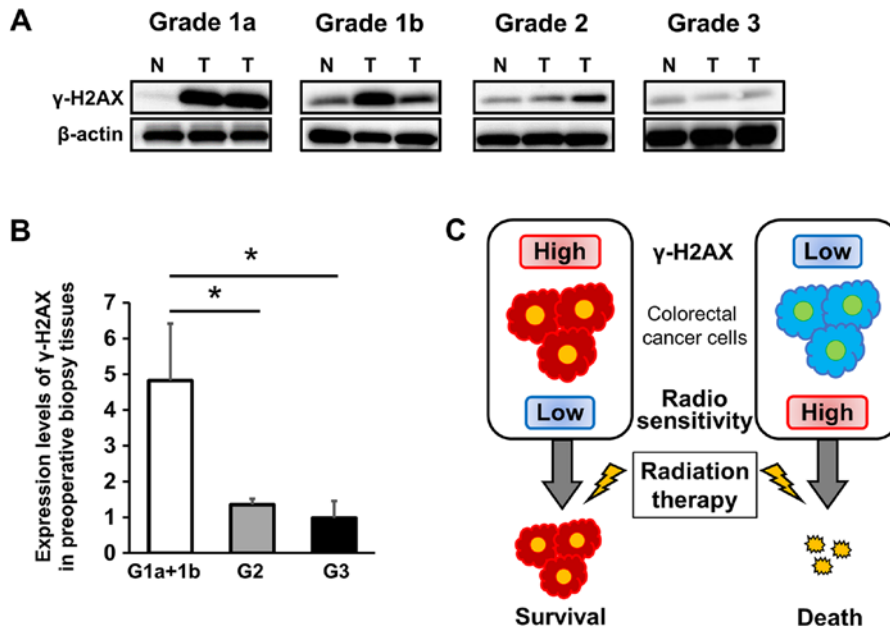 A
Grade 1a Grade 1b Grade 2 Grade 3
N T T N T T N T T N T T
γ-H2AX
β-actin
B
Expression levels of γ-H2AX
in preoperative biopsy tissues
*
*
7
6
5
4
3
2
1
0
G1a+1b G2 G3
C
High γ-H2AX Low
Colorectal
cancer cells
Low Radio
sensitivity High
Radiation
therapy
Survival Death